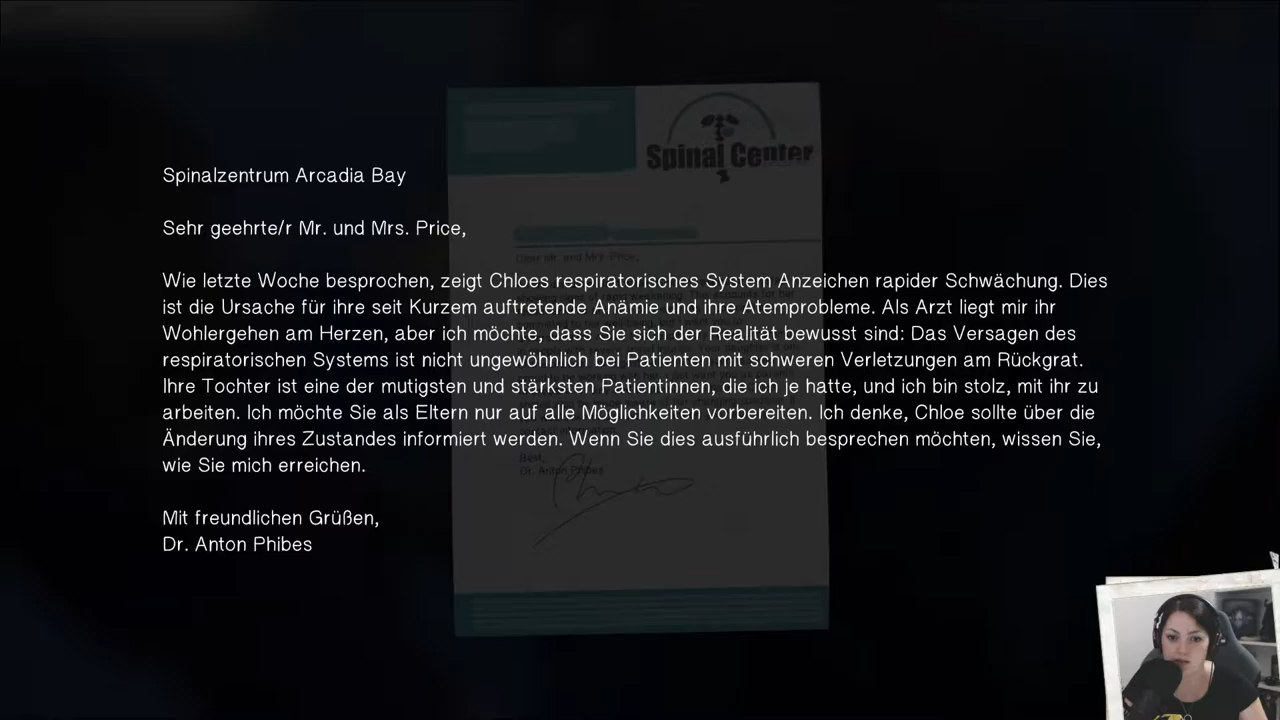 Spinal Center
Spinalzentrum Arcadia Bay
Sehr geehrte/r Mr. und Mrs. Price,
Dear Mr. and Mrs. Price,
Wie letzte Woche besprochen, zeigt Chloes respiratorisches System Anzeichen rapider Schwächung. Dies
ist die Ursache für ihre seit Kurzem auftretende Anämie und ihre Atemprobleme. Als Arzt liegt mir ihr
Wohlergehen am Herzen, aber ich möchte, dass Sie sich der Realität bewusst sind: Das Versagen des
respiratorischen Systems ist nicht ungewöhnlich bei Patienten mit schweren Verletzungen am Rückgrat.
Ihre Tochter ist eine der mutigsten und stärksten Patientinnen, die ich je hatte, und ich bin stolz, mit ihr zu
arbeiten. Ich möchte Sie als Eltern nur auf alle Möglichkeiten vorbereiten. Ich denke, Chloe sollte über die
Änderung ihres Zustandes informiert werden. Wenn Sie dies ausführlich besprechen möchten, wissen Sie,
wie Sie mich erreichen.
Dr. Anton Phibes
Mit freundlichen Grüßen,
Dr. Anton Phibes